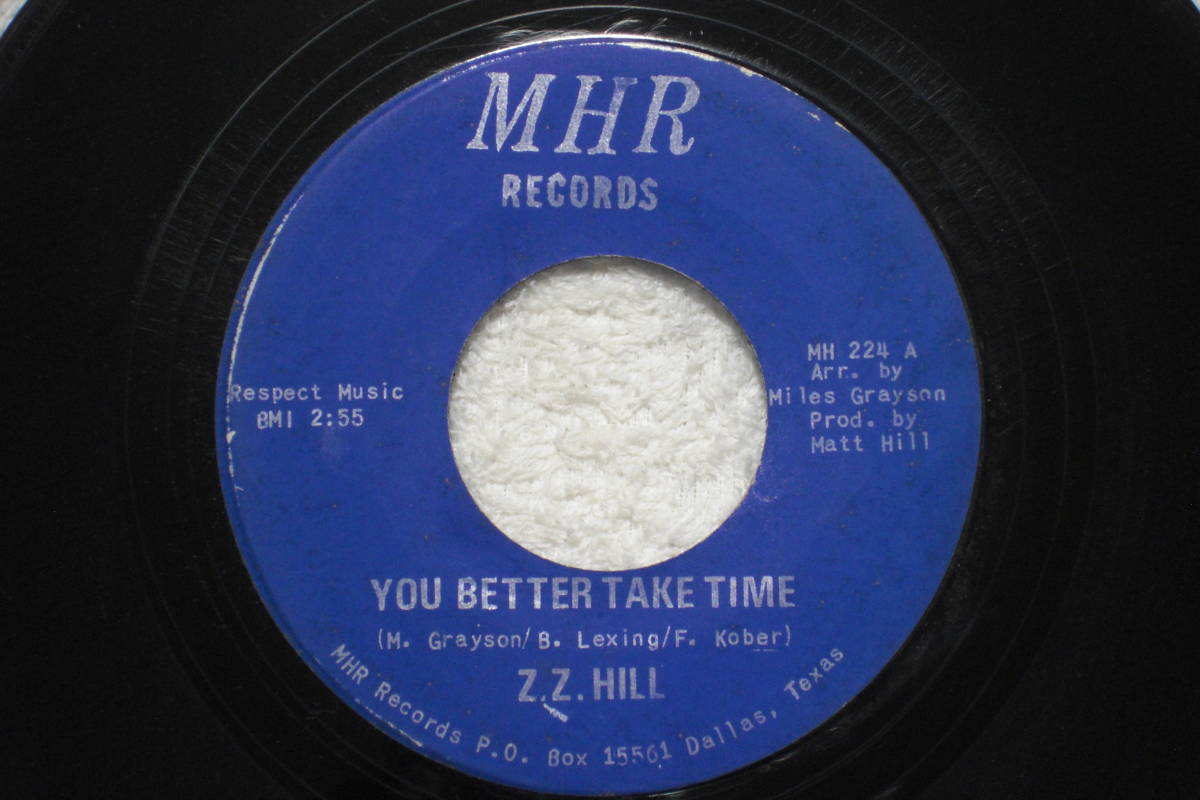 MHR
RECORDS
Respect Music
BMI 2:55
MH 224 A
Arr. by
Miles Grayson
Prod. by
Matt Hill
YOU BETTER TAKE TIME
(M. Grayson/B. Lexing/F. Kober)
Z.Z. HILL
MHR Records P.O. Box 15561 Dallas, Texas